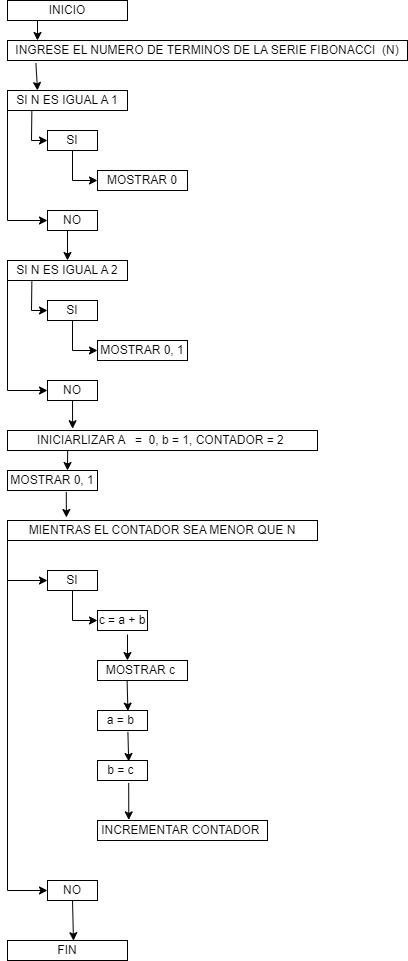 INICIO
INGRESE EL NUMERO DE TERMINOS DE LA SERIE FIBONACCI (N)
SI N ES IGUAL A 1
SI
MOSTRAR 0
NO
SI N ES IGUAL A 2
SI
MOSTRAR 0, 1
NO
INICIARLIZAR A = 0, b = 1, CONTADOR = 2
MOSTRAR 0, 1
MIENTRAS EL CONTADOR SEA MENOR QUE N
SI
c = a + b
MOSTRAR c
a = b
b = c
INCREMENTAR CONTADOR
NO
FIN